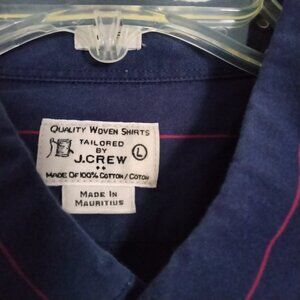 QUALITY WOVEN SHIRTS
TAILORED
BY
J.CREW
L
MADE OF 100% COTTON / COTON
MADE IN
MAURITIUS